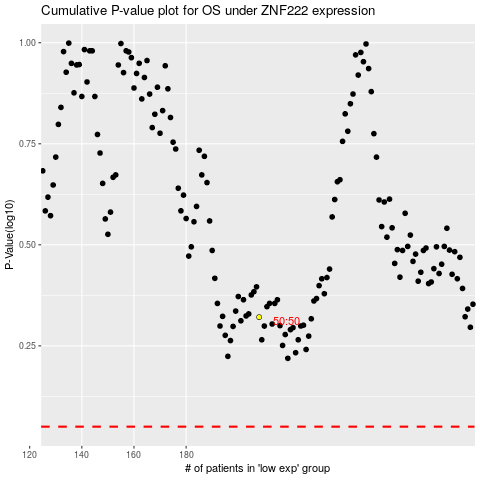 Cumulative P-value plot for OS under ZNF222 expression
P-Value(log10)
1.00
0.75
0.50
0.25
50:50
120 140 160 180
# of patients in 'low exp' group